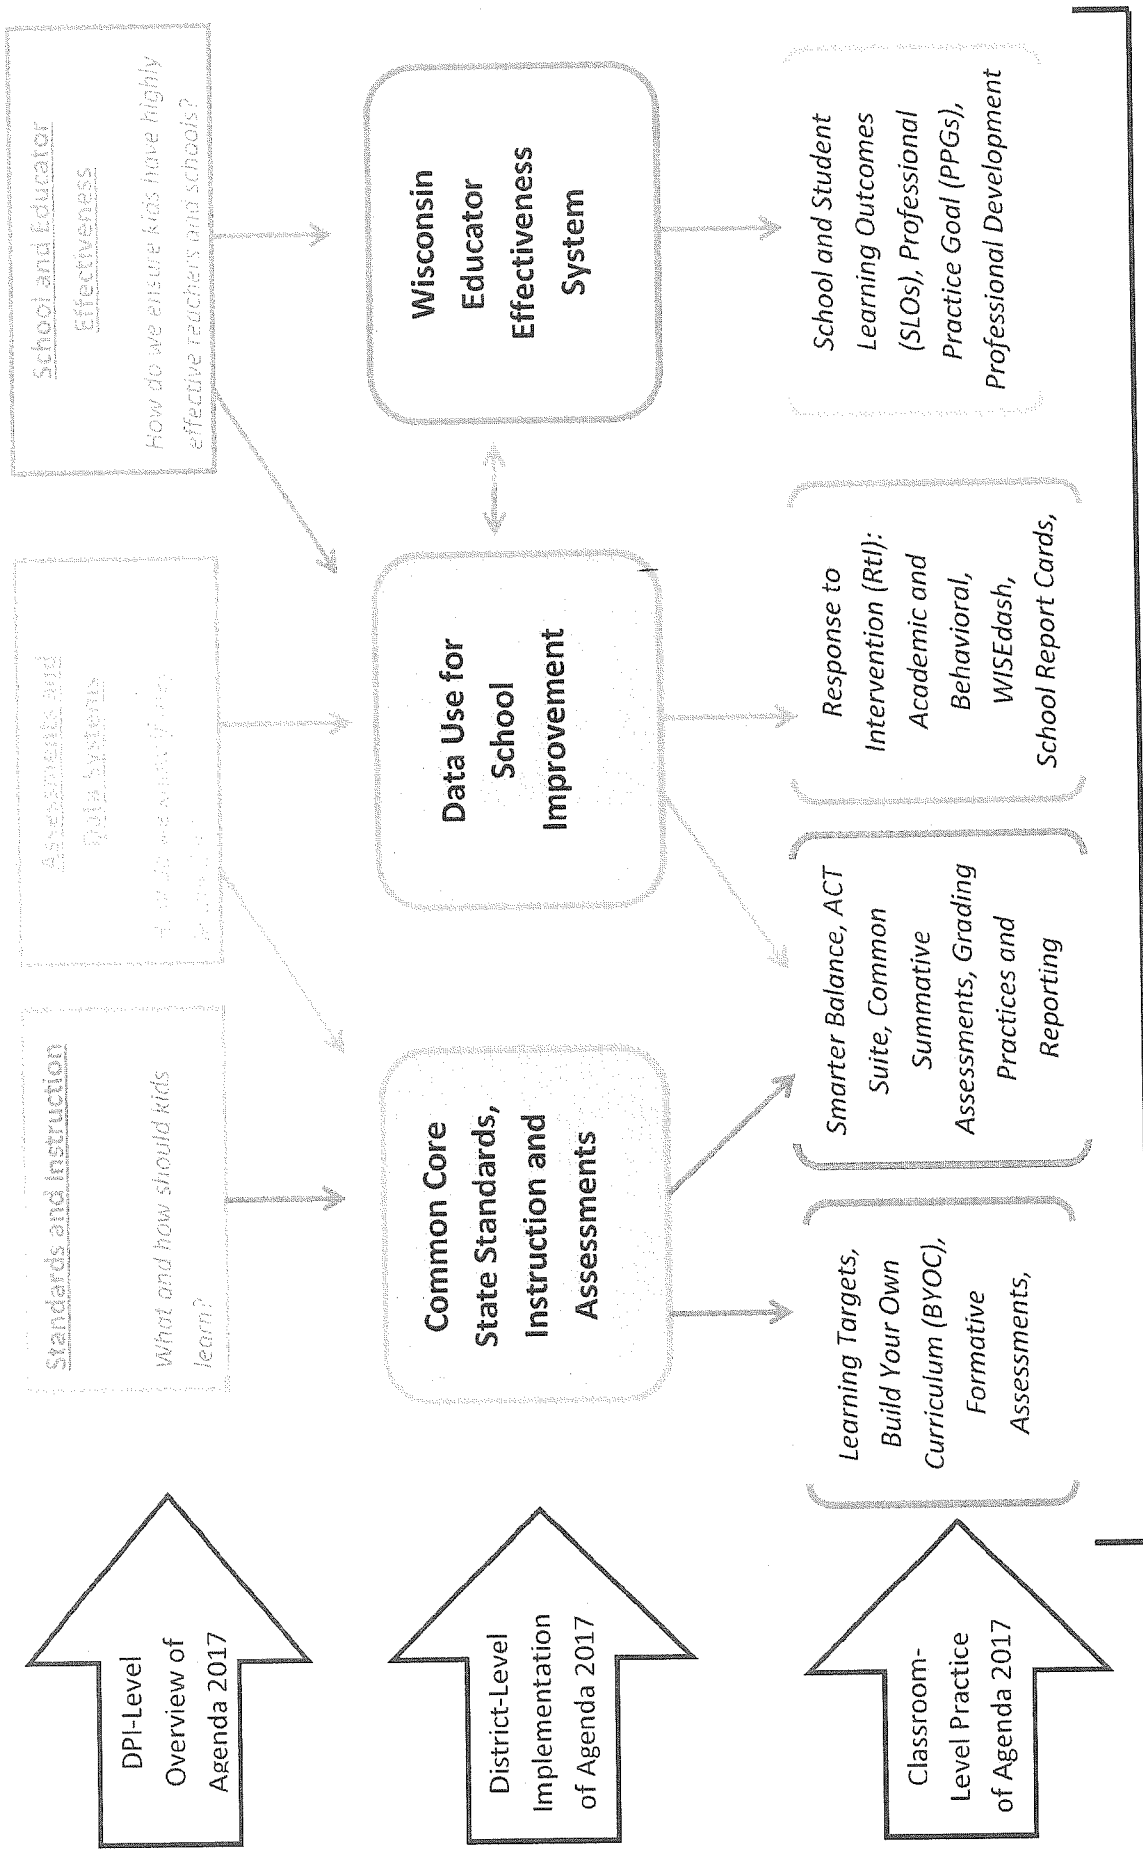 DPI-Level
Overview of
Agenda 2017
Standards and Instruction
What and how should kids
learn?
Assessments and
Data Systems
School and Educator
Effectiveness
How do we ensure kids have highly
effective teachers and schools?
District-Level
Implementation
of Agenda 2017
Common Core
State Standards,
Instruction and
Assessments
Data Use for
School
Improvement
Wisconsin
Educator
Effectiveness
System
Classroom-
Level Practice
of Agenda 2017
Learning Targets,
Build Your Own
Curriculum (BYOC),
Formative
Assessments,
Smarter Balance, ACT
Suite, Common
Summative
Assessments, Grading
Practices and
Reporting
Response to
Intervention (RtI):
Academic and
Behavioral,
WISEdash,
School Report Cards,
School and Student
Learning Outcomes
(SLOs), Professional
Practice Goal (PPGs),
Professional Development